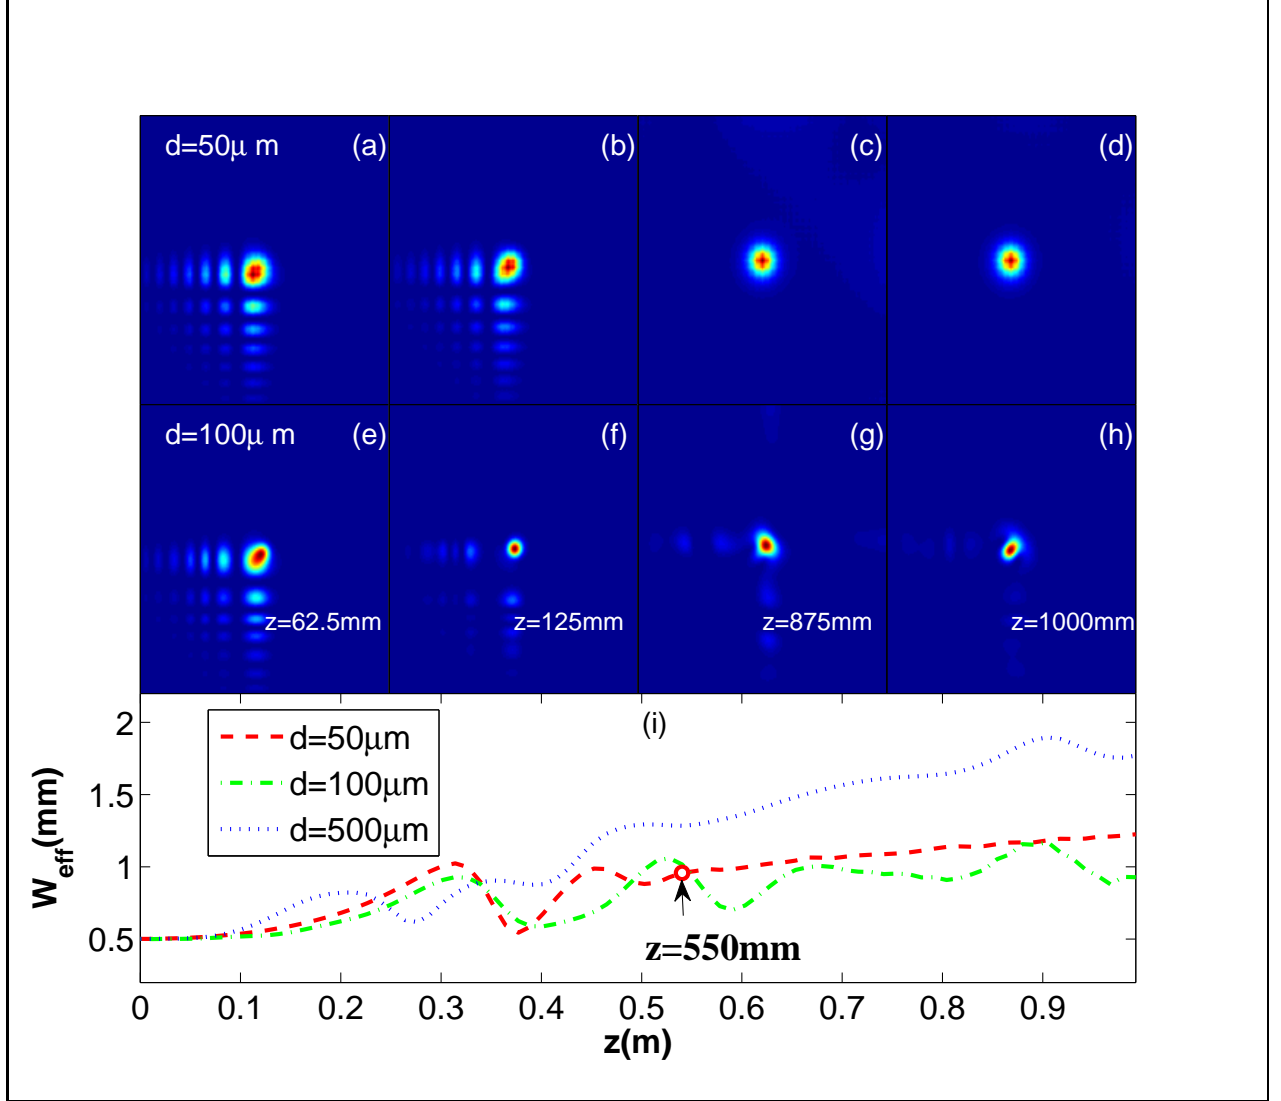 d=50μ m (a) (b) (c) (d)
d=100μ m (e) (f) (g) (h)
z=62.5mm z=125mm z=875mm z=1000mm
(i)
2
1.5
1
0.5
W_eff(mm)
d=50μm
d=100μm
d=500μm
z=550mm
0 0.1 0.2 0.3 0.4 0.5 0.6 0.7 0.8 0.9
z(m)